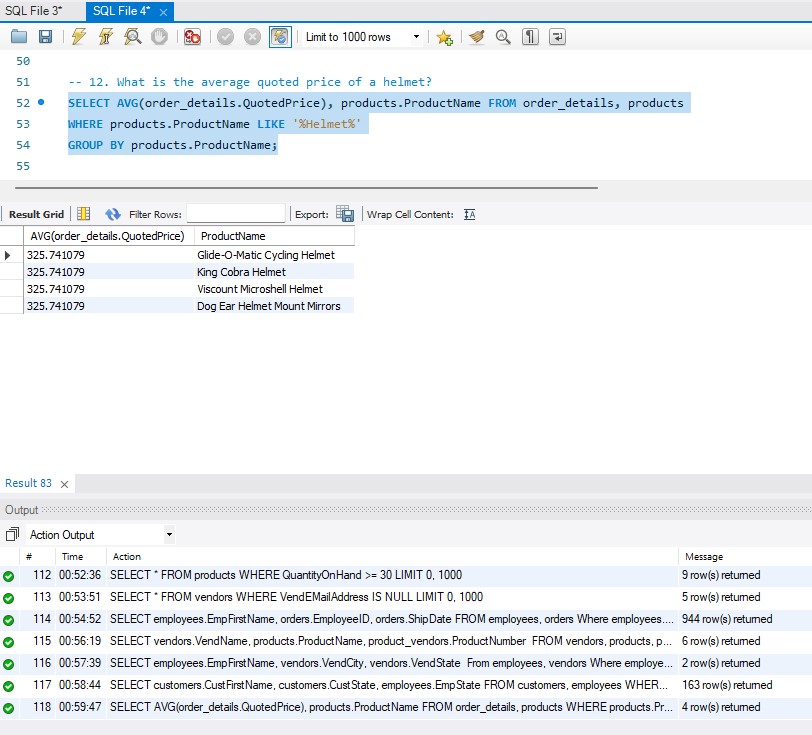 SQL File 3*
SQL File 4*
Limit to 1000 rows
50
51 -- 12. What is the average quoted price of a helmet?
52 SELECT AVG(order_details.QuotedPrice), products.ProductName FROM order_details, products
53 WHERE products.ProductName LIKE '%Helmet%'
54 GROUP BY products.ProductName;
55
Result Grid Filter Rows: Export: Wrap Cell Content: IA
AVG(order_details.QuotedPrice) ProductName
325.741079 Glide-O-Matic Cycling Helmet
325.741079 King Cobra Helmet
325.741079 Viscount Microshell Helmet
325.741079 Dog Ear Helmet Mount Mirrors
Result 83
Output
Action Output
# Time Action Message
112 00:52:36 SELECT * FROM products WHERE QuantityOnHand >= 30 LIMIT 0, 1000 9 row(s) returned
113 00:53:51 SELECT * FROM vendors WHERE VendEMailAddress IS NULL LIMIT 0, 1000 5 row(s) returned
114 00:54:52 SELECT employees.EmpFirstName, orders.EmployeeID, orders.ShipDate FROM employees, orders Where employees.... 944 row(s) returned
115 00:56:19 SELECT vendors.VendName, products.ProductName, product_vendors.ProductNumber FROM vendors, products, p... 6 row(s) returned
116 00:57:39 SELECT employees.EmpFirstName, vendors.VendCity, vendors.VendState From employees, vendors Where employe... 2 row(s) returned
117 00:58:44 SELECT customers.CustFirstName, customers.CustState, employees.EmpState FROM customers, employees WHER... 163 row(s) returned
118 00:59:47 SELECT AVG(order_details.QuotedPrice), products.ProductName FROM order_details, products WHERE products.Pr... 4 row(s) returned